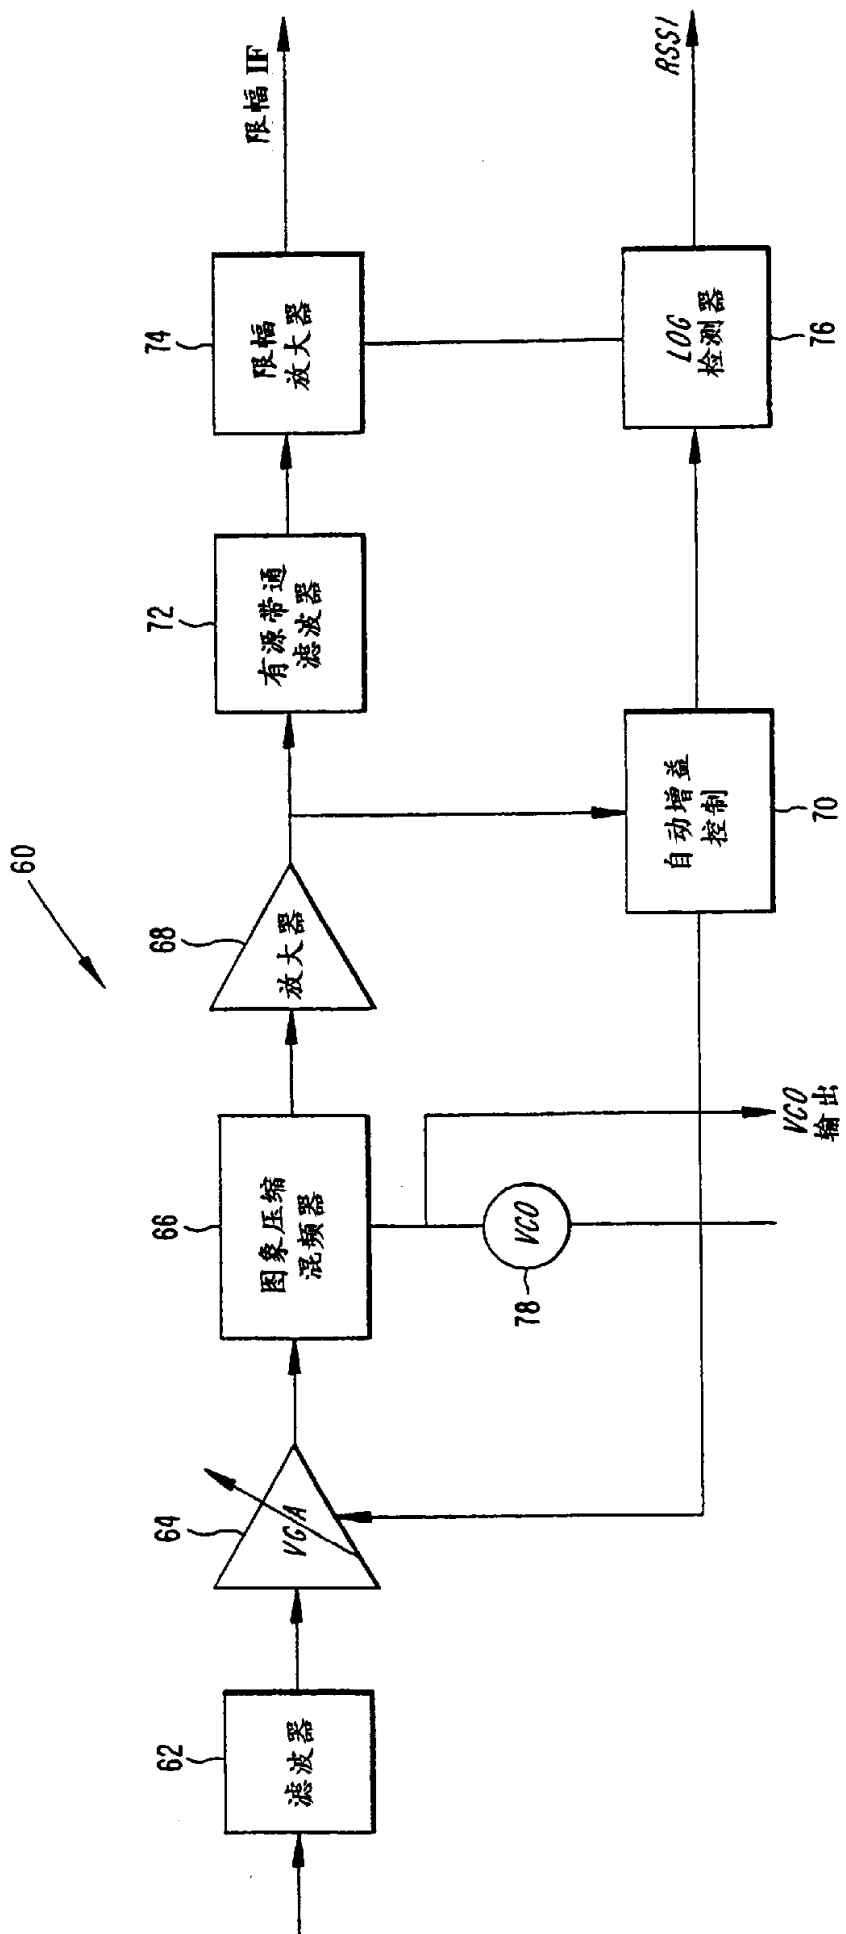 60
62
滤波器
64
VGA
66
图象压缩
混频器
68
放大器
72
有源带通
滤波器
74
限幅
放大器
限幅 IF
78
VCO
VCO
输出
自动增益
控制
70
LOG
检测器
76
RSSI